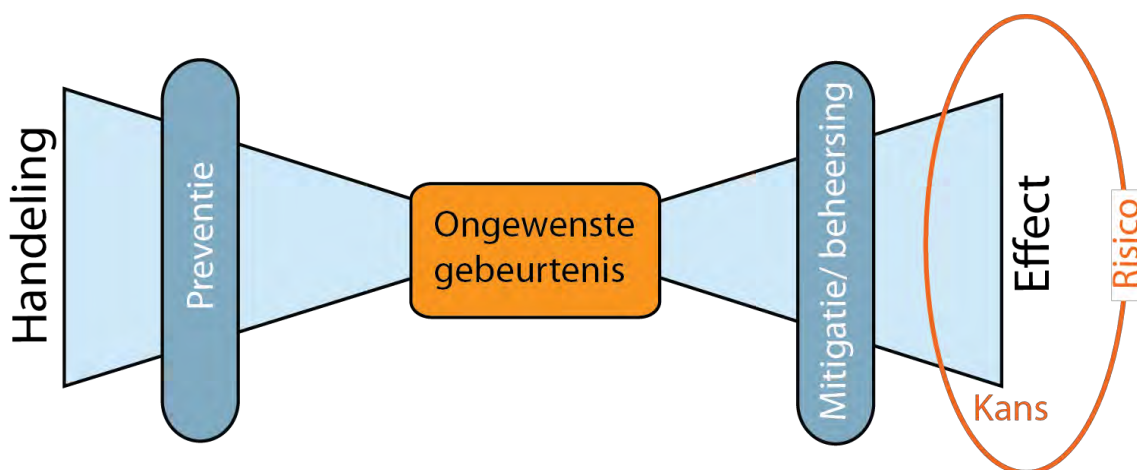 Handeling
Preventie
Ongewenste
gebeurtenis
Mitigatie/ beheersing
Effect
Kans
Risico